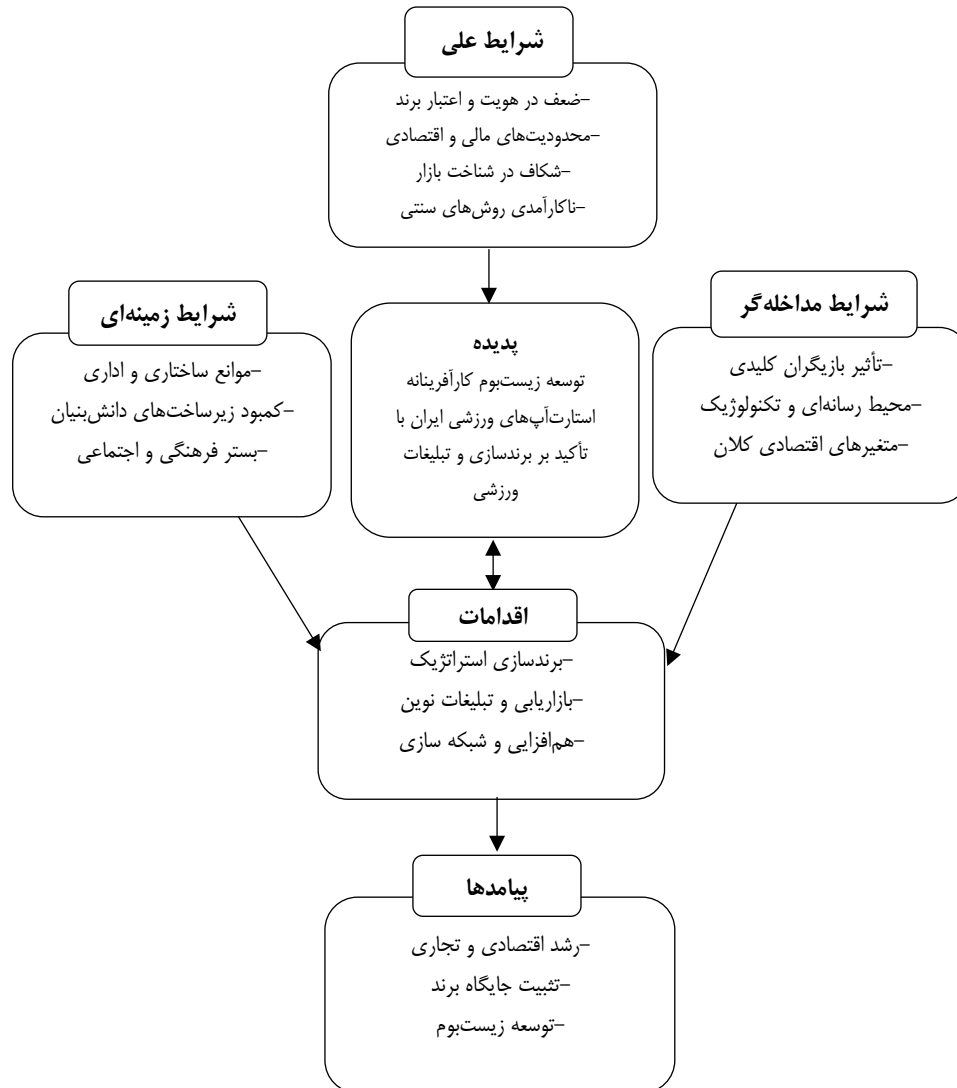 شرایط علی
-ضعف در هویت و اعتبار برند
-محدودیت‌های مالی و اقتصادی
-شکاف در شناخت بازار
-ناکارآمدی روش‌های سنتی
شرایط مداخله‌گر
-تأثیر بازیگران کلیدی
-محیط رسانه‌ای و تکنولوژیک
-متغیرهای اقتصادی کلان
پدیده
توسعه زیست‌بوم کارآفرینانه
استارت‌آپ‌های ورزشی ایران با
تأکید بر برندسازی و تبلیغات
ورزشی
شرایط زمینه‌ای
-موانع ساختاری و اداری
-کمبود زیرساخت‌های دانش‌بنیان
-بستر فرهنگی و اجتماعی
اقدامات
-برندسازی استراتژیک
-بازاریابی و تبلیغات نوین
-هم‌افزایی و شبکه سازی
پیامدها
-رشد اقتصادی و تجاری
-تثبیت جایگاه برند
-توسعه زیست‌بوم